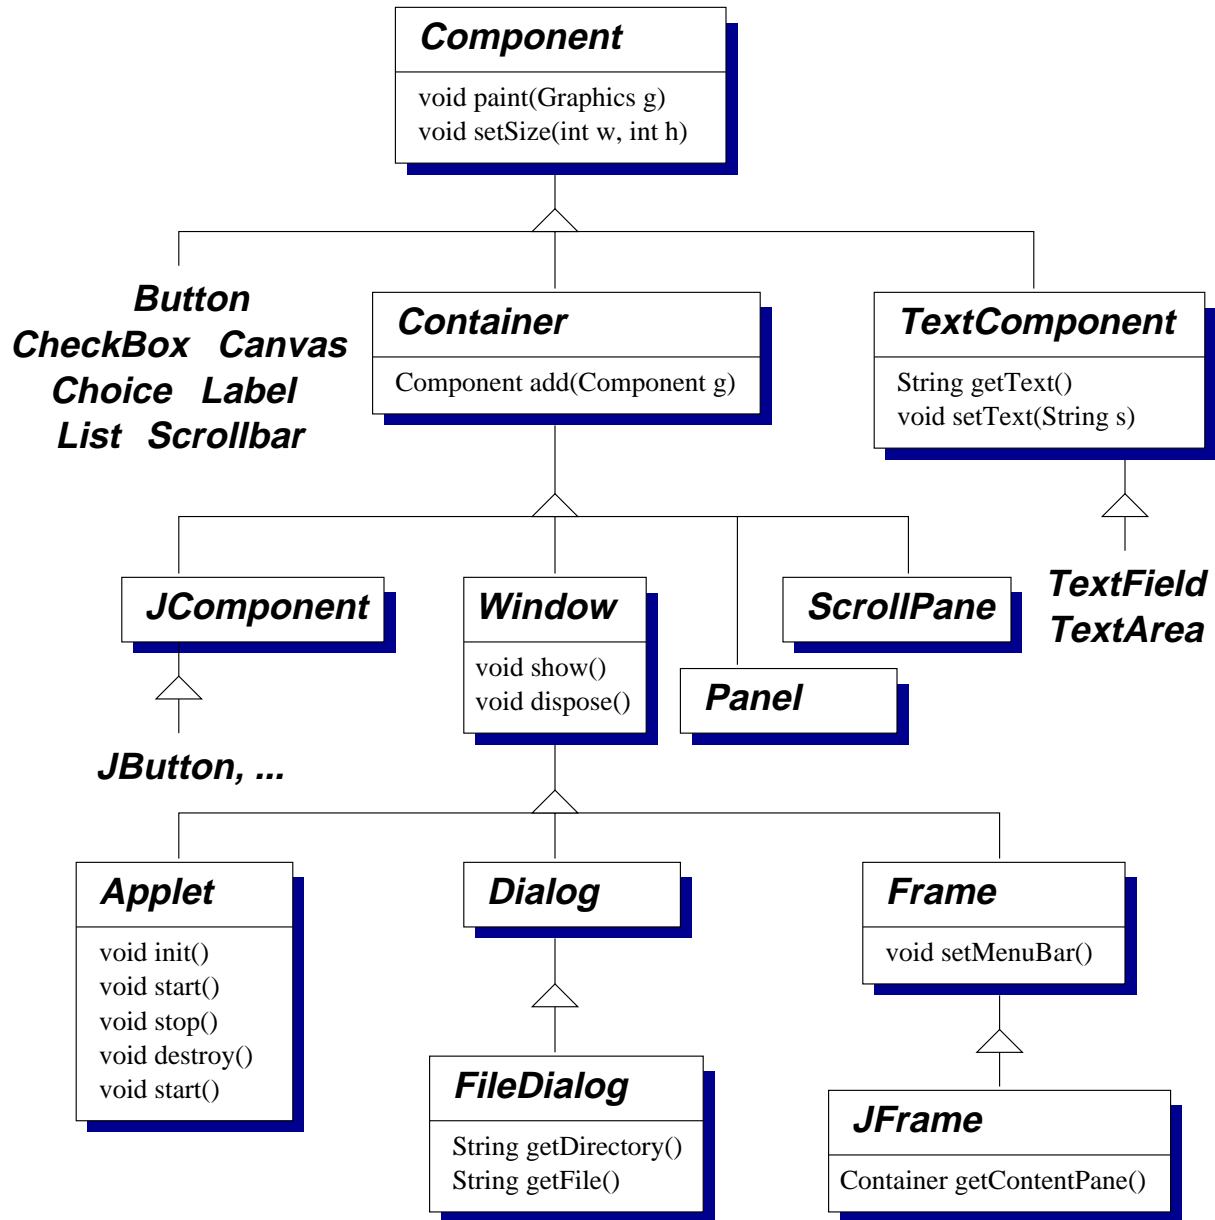 Component
void paint(Graphics g)
void setSize(int w, int h)
Button
CheckBox Canvas
Choice Label
List Scrollbar
Container
Component add(Component g)
TextComponent
String getText()
void setText(String s)
JComponent
Window
void show()
void dispose()
ScrollPane
Panel
TextField
TextArea
JButton, ...
Applet
void init()
void start()
void stop()
void destroy()
void start()
Dialog
Frame
void setMenuBar()
FileDialog
String getDirectory()
String getFile()
JFrame
Container getContentPane()